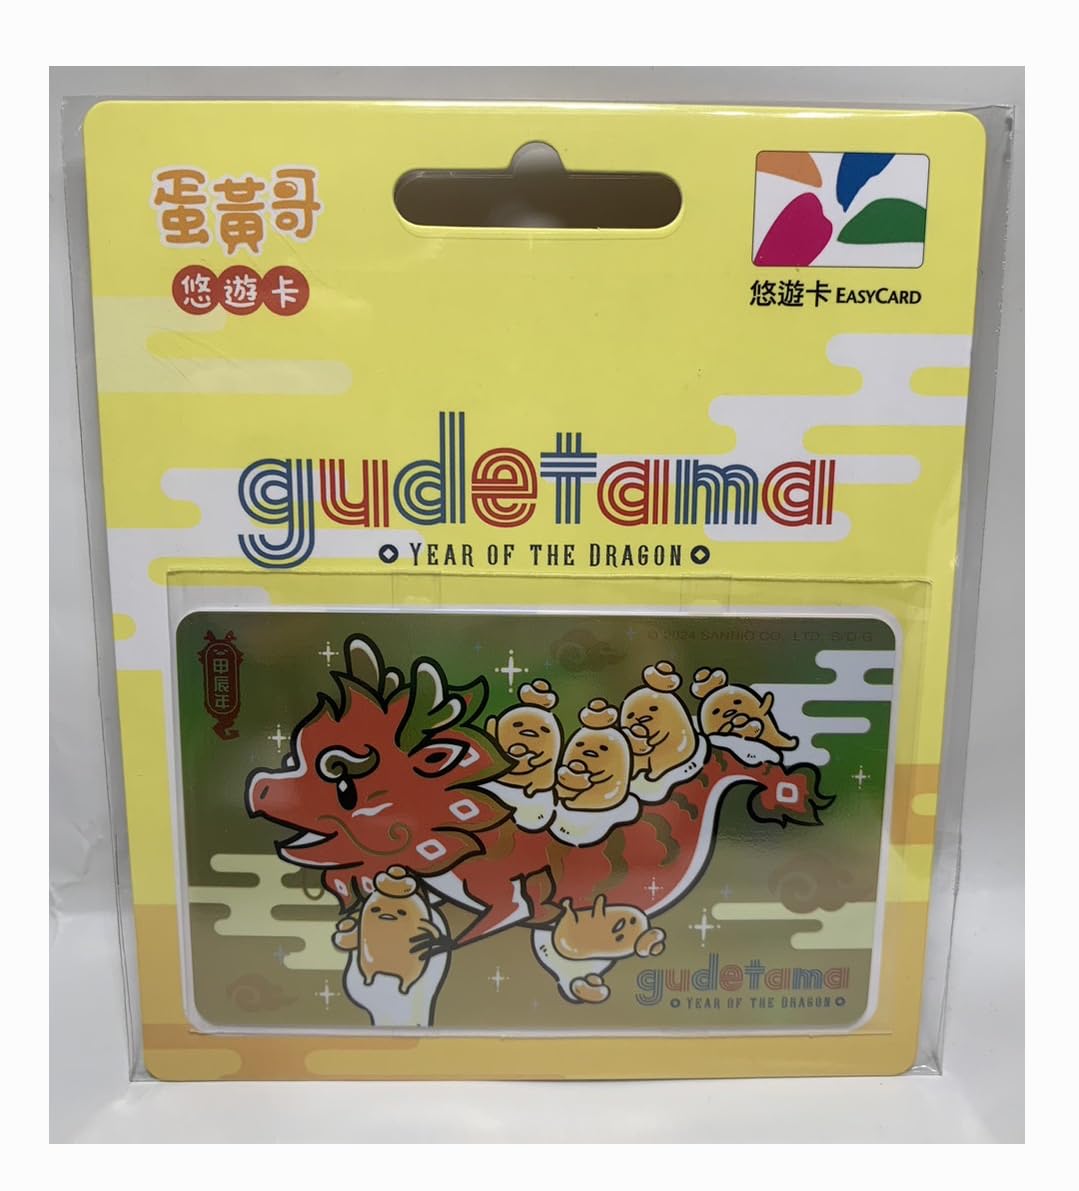 蛋黃哥
悠遊卡
悠遊卡 EASYCARD
gudetama
YEAR OF THE DRAGON
甲辰年
© 2024 SANRIO CO., LTD. S/D·G
gudetama
YEAR OF THE DRAGON